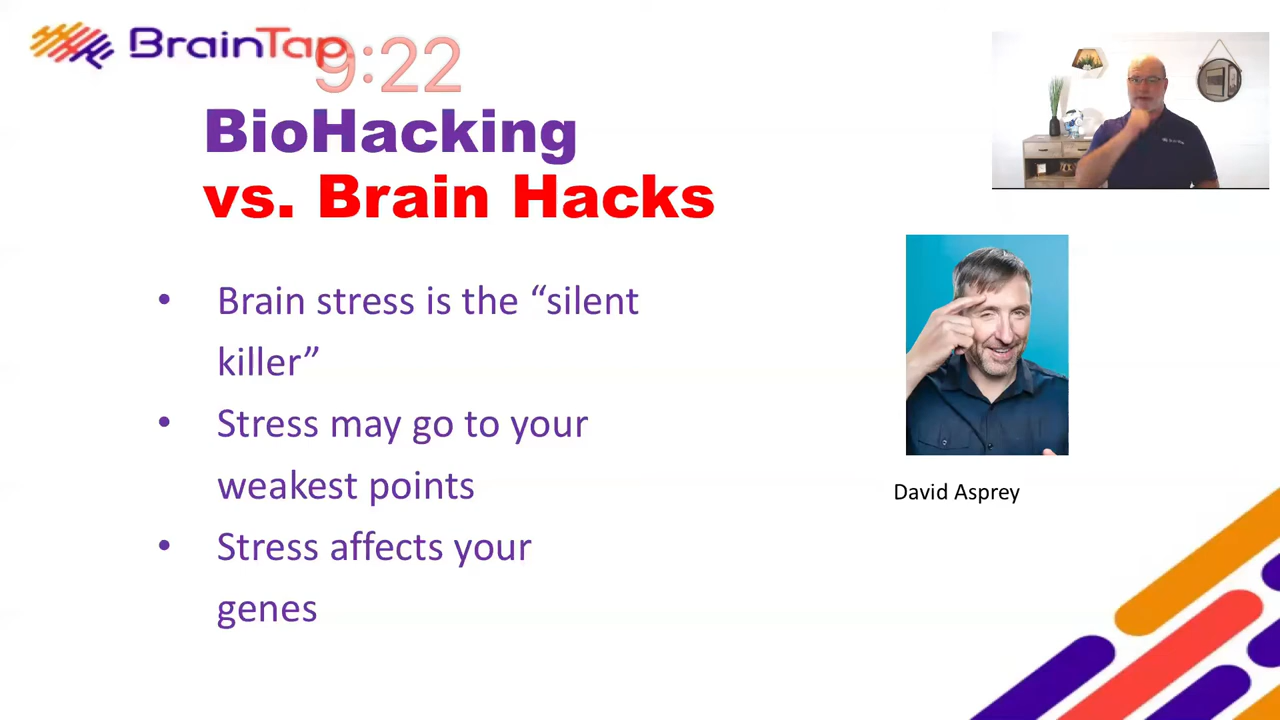 BrainTap
9:22
BioHacking
vs. Brain Hacks
• Brain stress is the “silent
killer”
• Stress may go to your
weakest points
• Stress affects your
genes
David Asprey